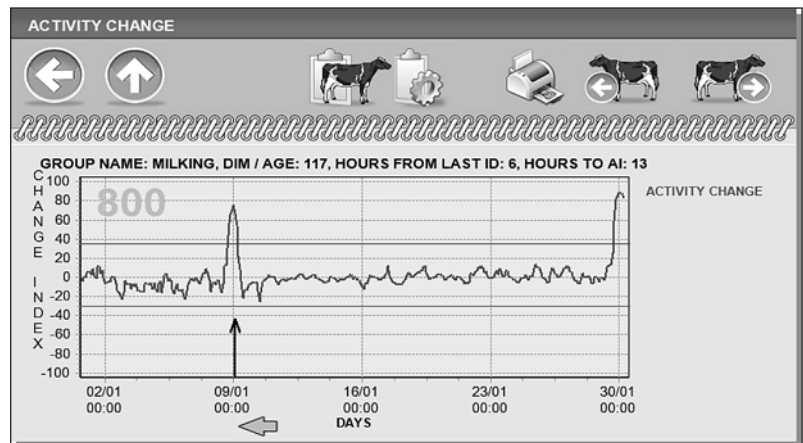 ACTIVITY CHANGE
GROUP NAME: MILKING, DIM / AGE: 117, HOURS FROM LAST ID: 6, HOURS TO AI: 13
CHANGE INDEX
800
100
80
60
40
20
0
-20
-40
-60
-80
-100
ACTIVITY CHANGE
02/01 09/01 16/01 23/01 30/01
00:00 00:00 00:00 00:00 00:00
DAYS